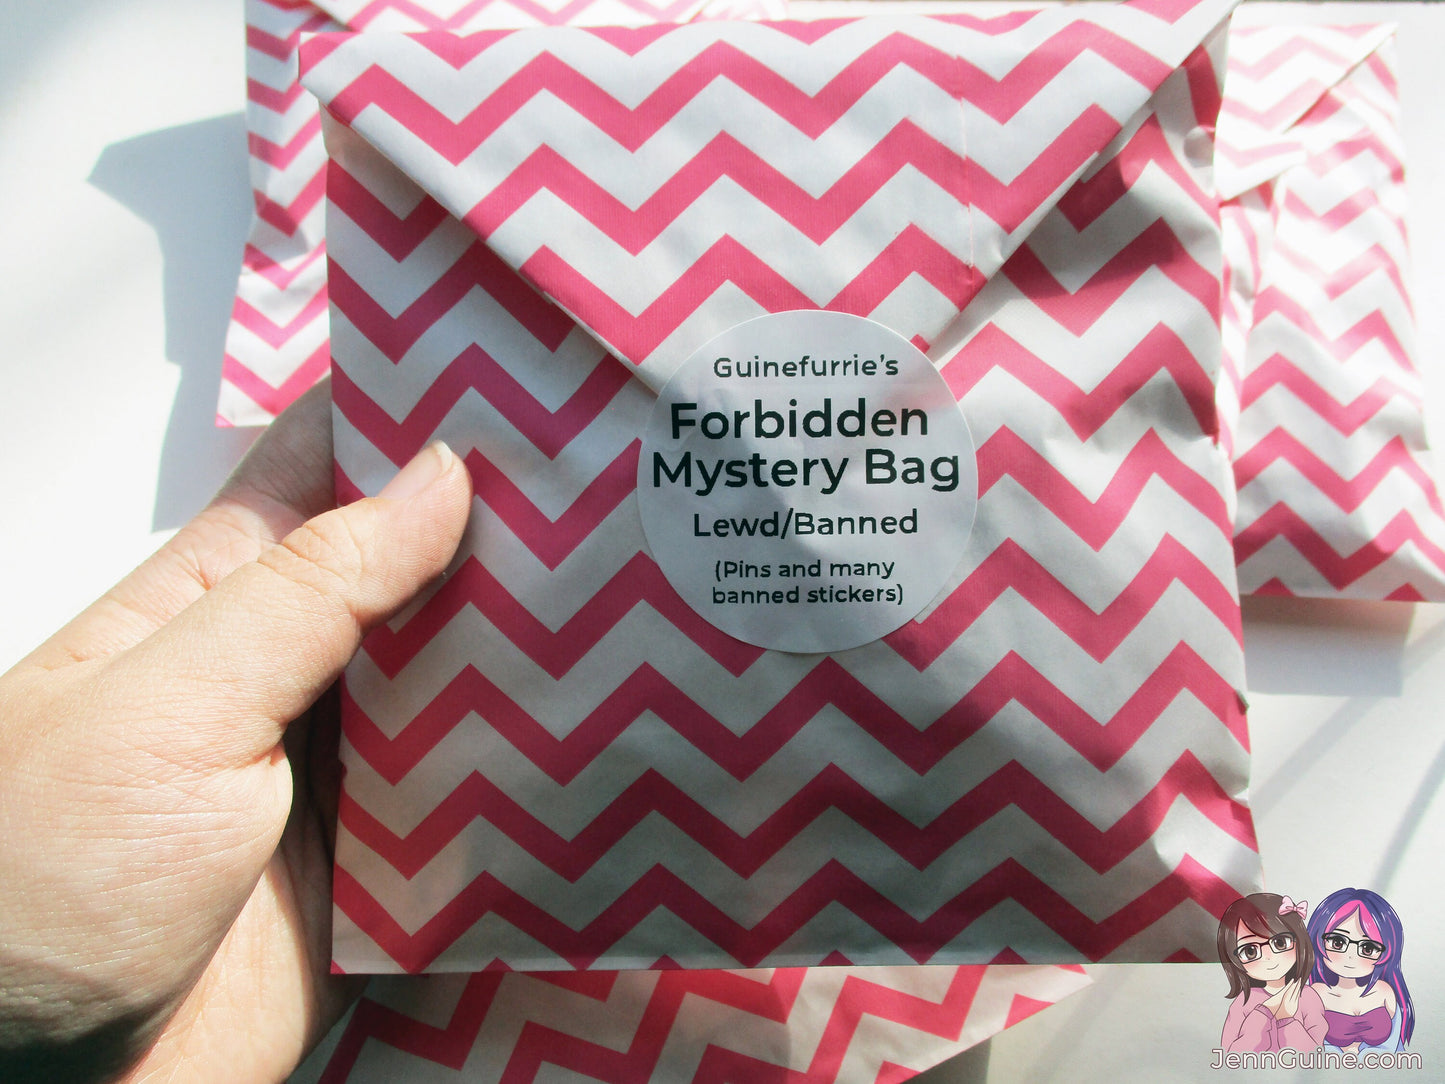 Guinefurrie's
Forbidden
Mystery Bag
Lewd/Banned
(Pins and many
banned stickers)
JennGuine.com